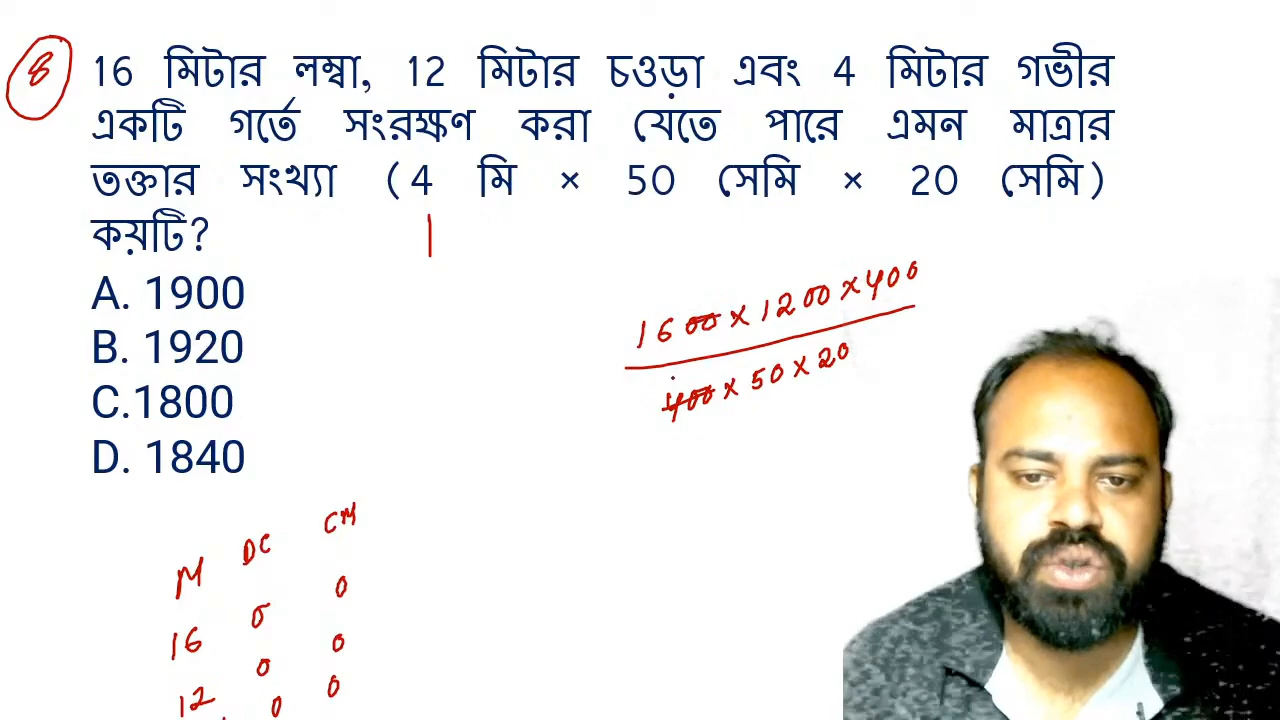 8
16 মিটার লম্বা, 12 মিটার চওড়া এবং 4 মিটার গভীর
একটি গর্তে সংরক্ষণ করা যেতে পারে এমন মাত্রার
তক্তার সংখ্যা (4 মি × 50 সেমি × 20 সেমি)
কয়টি?
A. 1900
B. 1920
C.1800
D. 1840
1600 × 1200 × 400
400 × 50 × 20
M DC CM
16 0 0
12 0 0
0 0